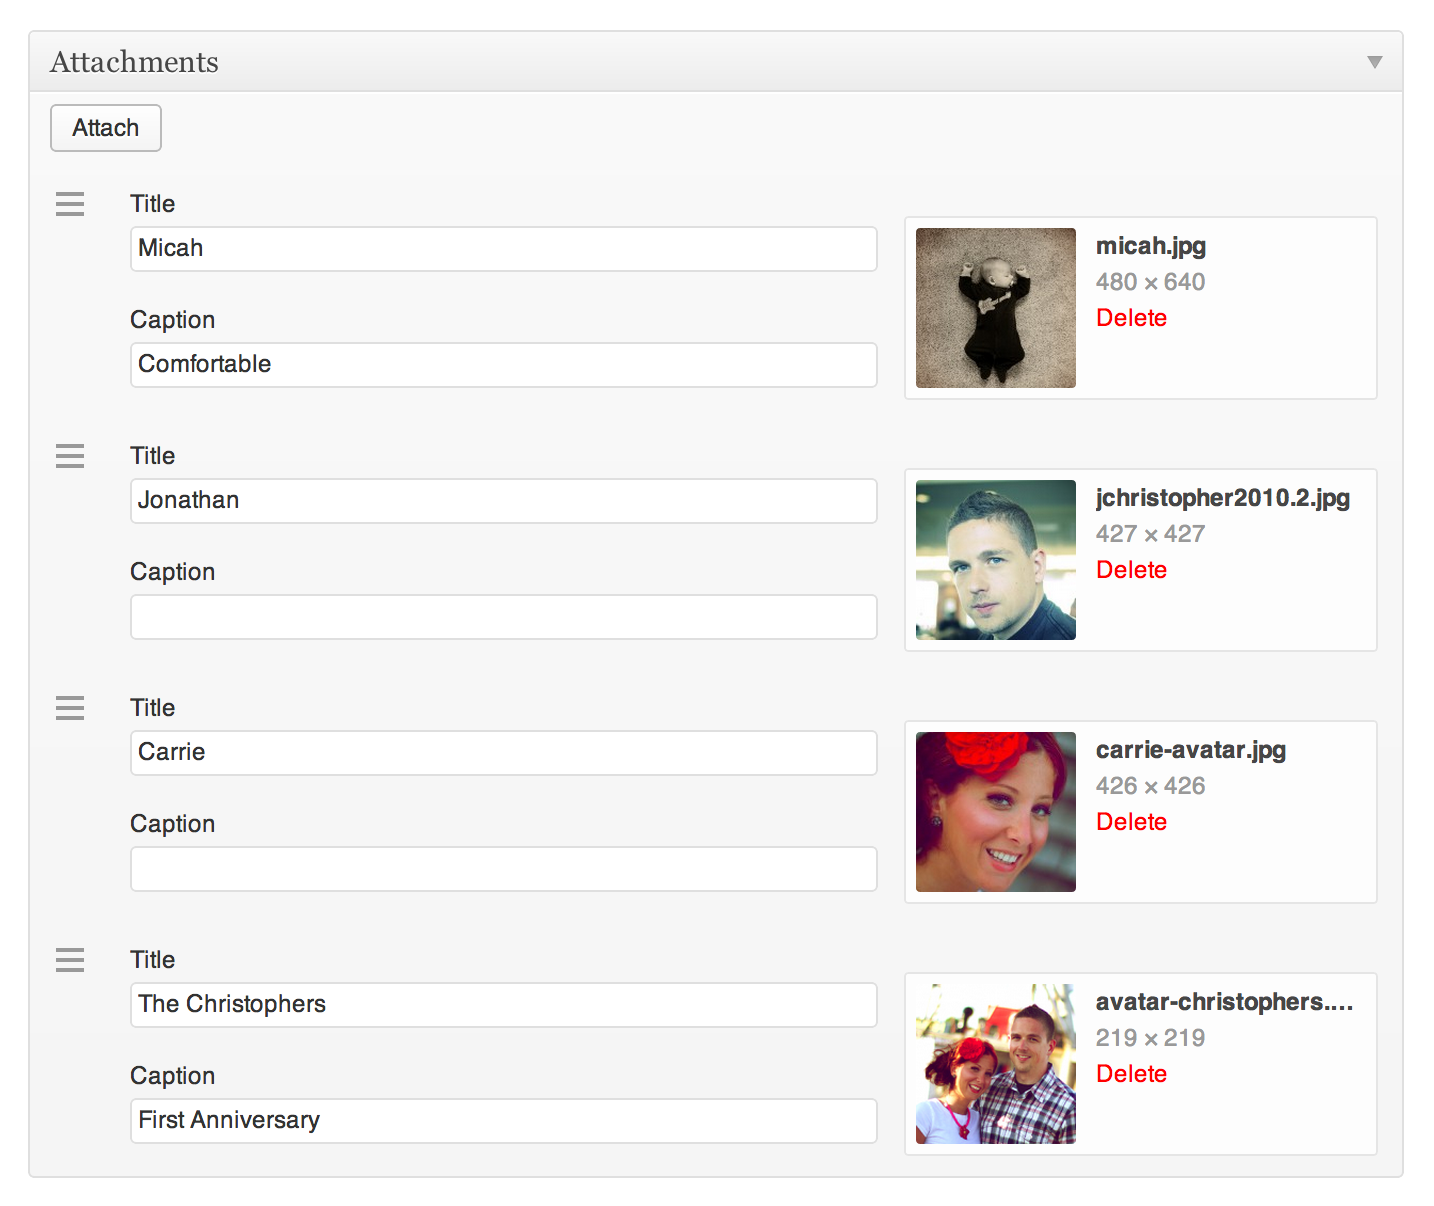 Attachments
Attach
Title
Micah
Caption
Comfortable
micah.jpg
480 × 640
Delete
Title
Jonathan
Caption
jchristopher2010.2.jpg
427 × 427
Delete
Title
Carrie
Caption
carrie-avatar.jpg
426 × 426
Delete
Title
The Christophers
Caption
First Anniversary
avatar-christophers....
219 × 219
Delete